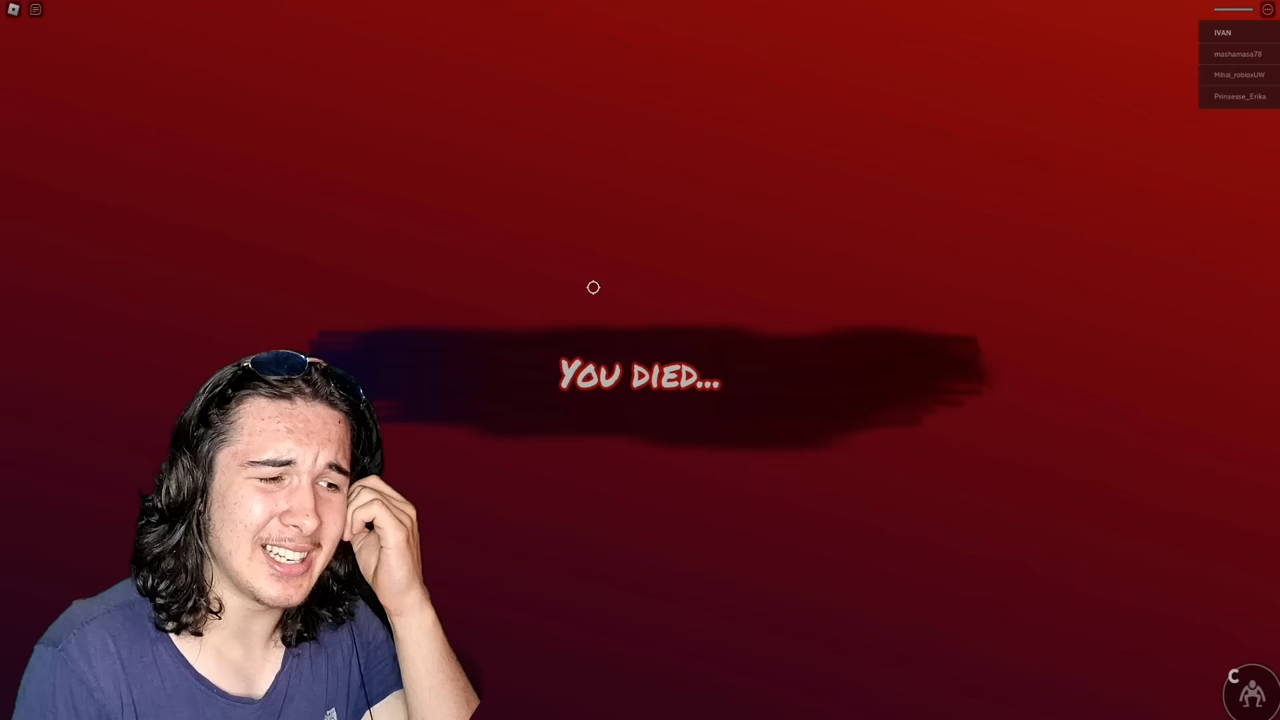 IVAN
mashamasa78
Mihai_robloxUW
Prinsesse_Erika
You died...
C